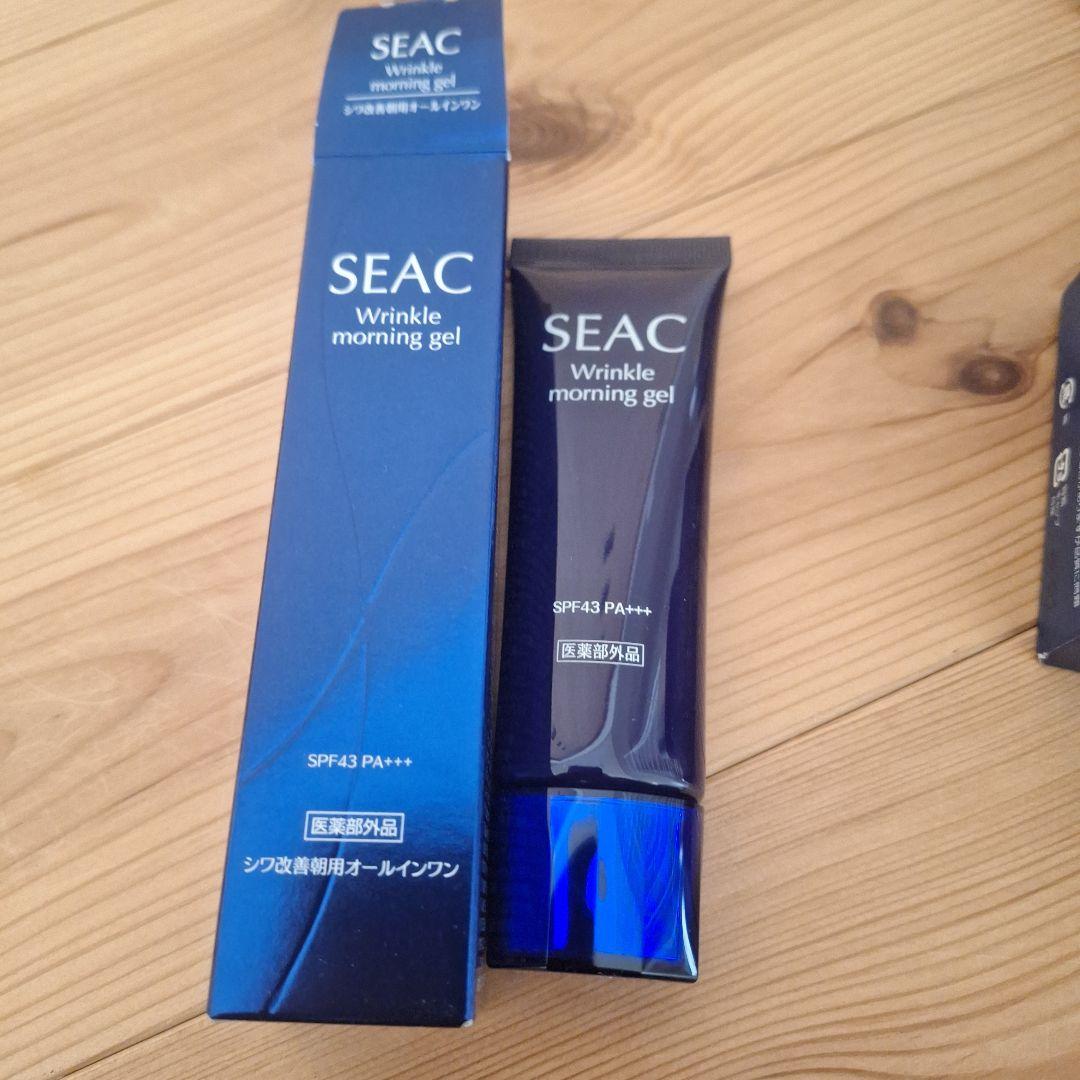 SEAC
Wrinkle
morning gel
シワ改善朝用オールインワン
SEAC
Wrinkle
morning gel
SPF43 PA+++
医薬部外品
シワ改善朝用オールインワン
SEAC
Wrinkle
morning gel
SPF43 PA+++
医薬部外品